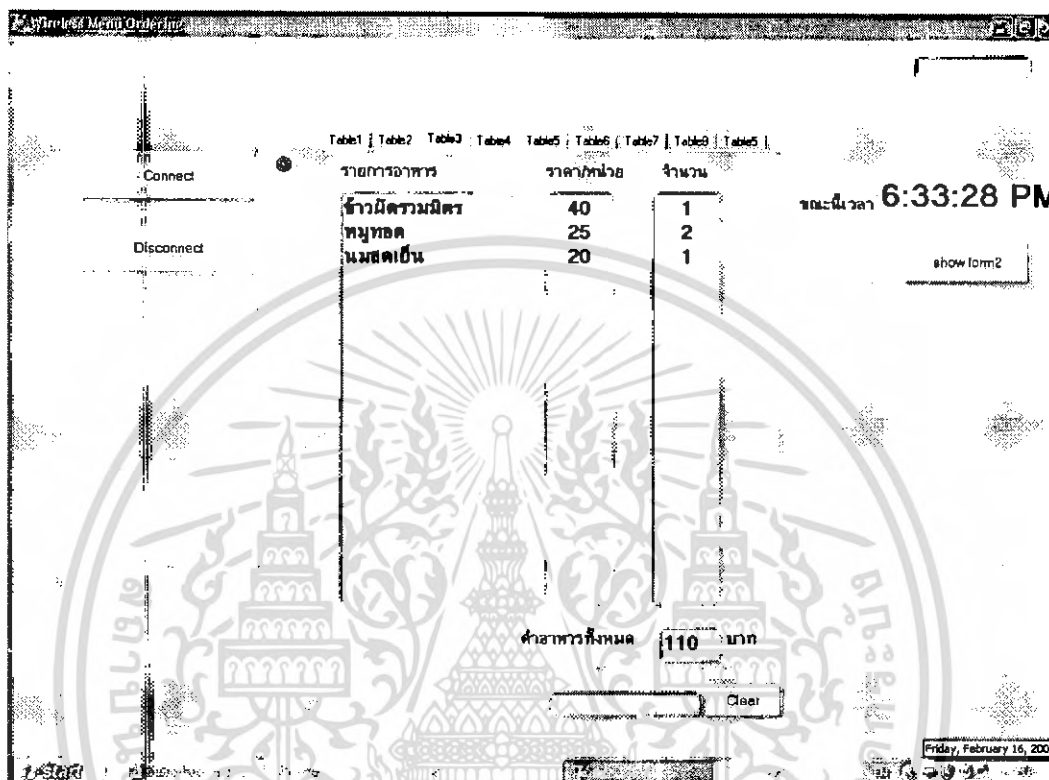 Wireless Menu Ordering
Table1 Table2 Table3 Table4 Table5 Table6 Table7 Table8 Table5
Connect
รายการอาหาร ราคา/หน่วย จำนวน
ข้าวผัดรวมมิตร 40 1
ขณะนี้เวลา 6:33:28 PM
หมูทอด 25 2
Disconnect
นมสดเย็น 20 1
show form2
ค่าอาหารทั้งหมด 110 บาท
Clear
Friday, February 16, 200
Start